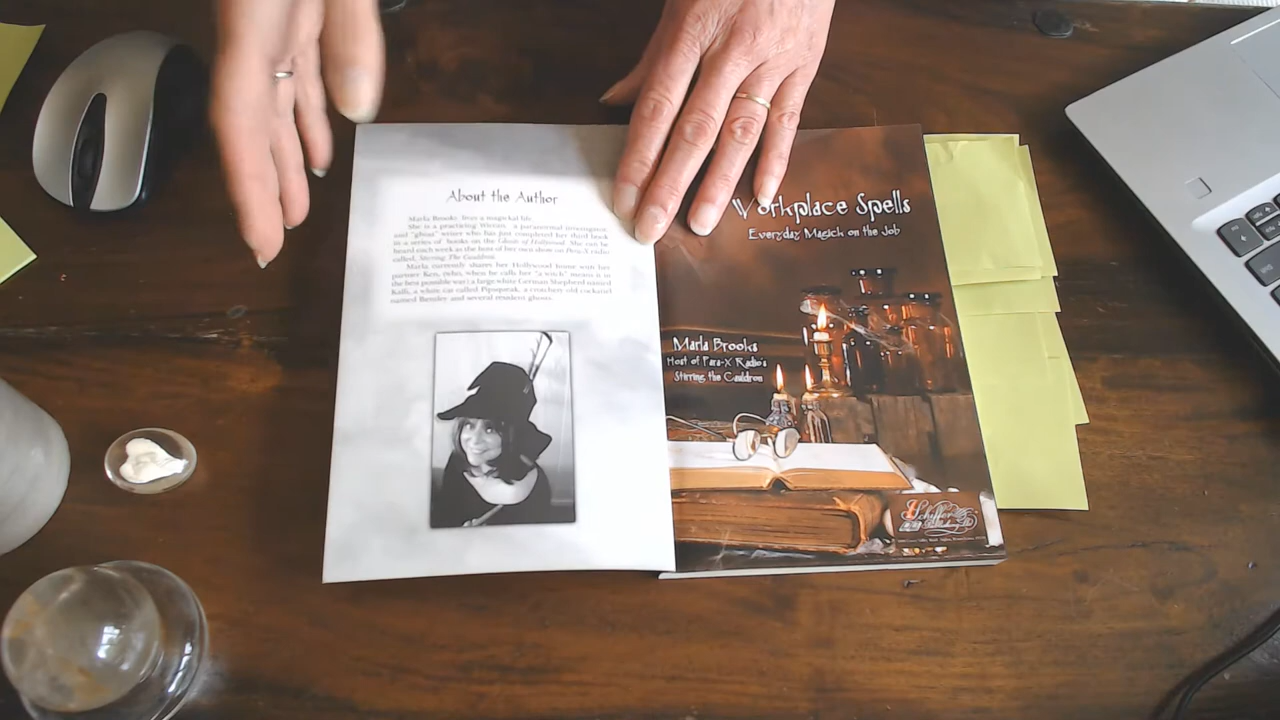 About the Author
Marla Brooks, lives a magickal life.
She is a practicing Witch, a paranormal investigator,
and "ghost" writer who has just completed her third book
in a series of books on the Ghosts of Hollywood. She can be
heard each week as the host of her own show on Para-X radio
called, Stirring The Cauldron.
Marla currently shares her Hollywood home with her
partner Ken, (who, when he calls her "a witch" means it in
the best possible way) a large white German Shepherd named
Kalli, a white cat called Pipsqueak, a crotchety old cockatiel
named Bentley and several resident ghosts.
Workplace Spells
Everyday Magick on the Job
Marla Brooks
Host of Para-X Radio's
Stirring the Cauldron
Schiffer